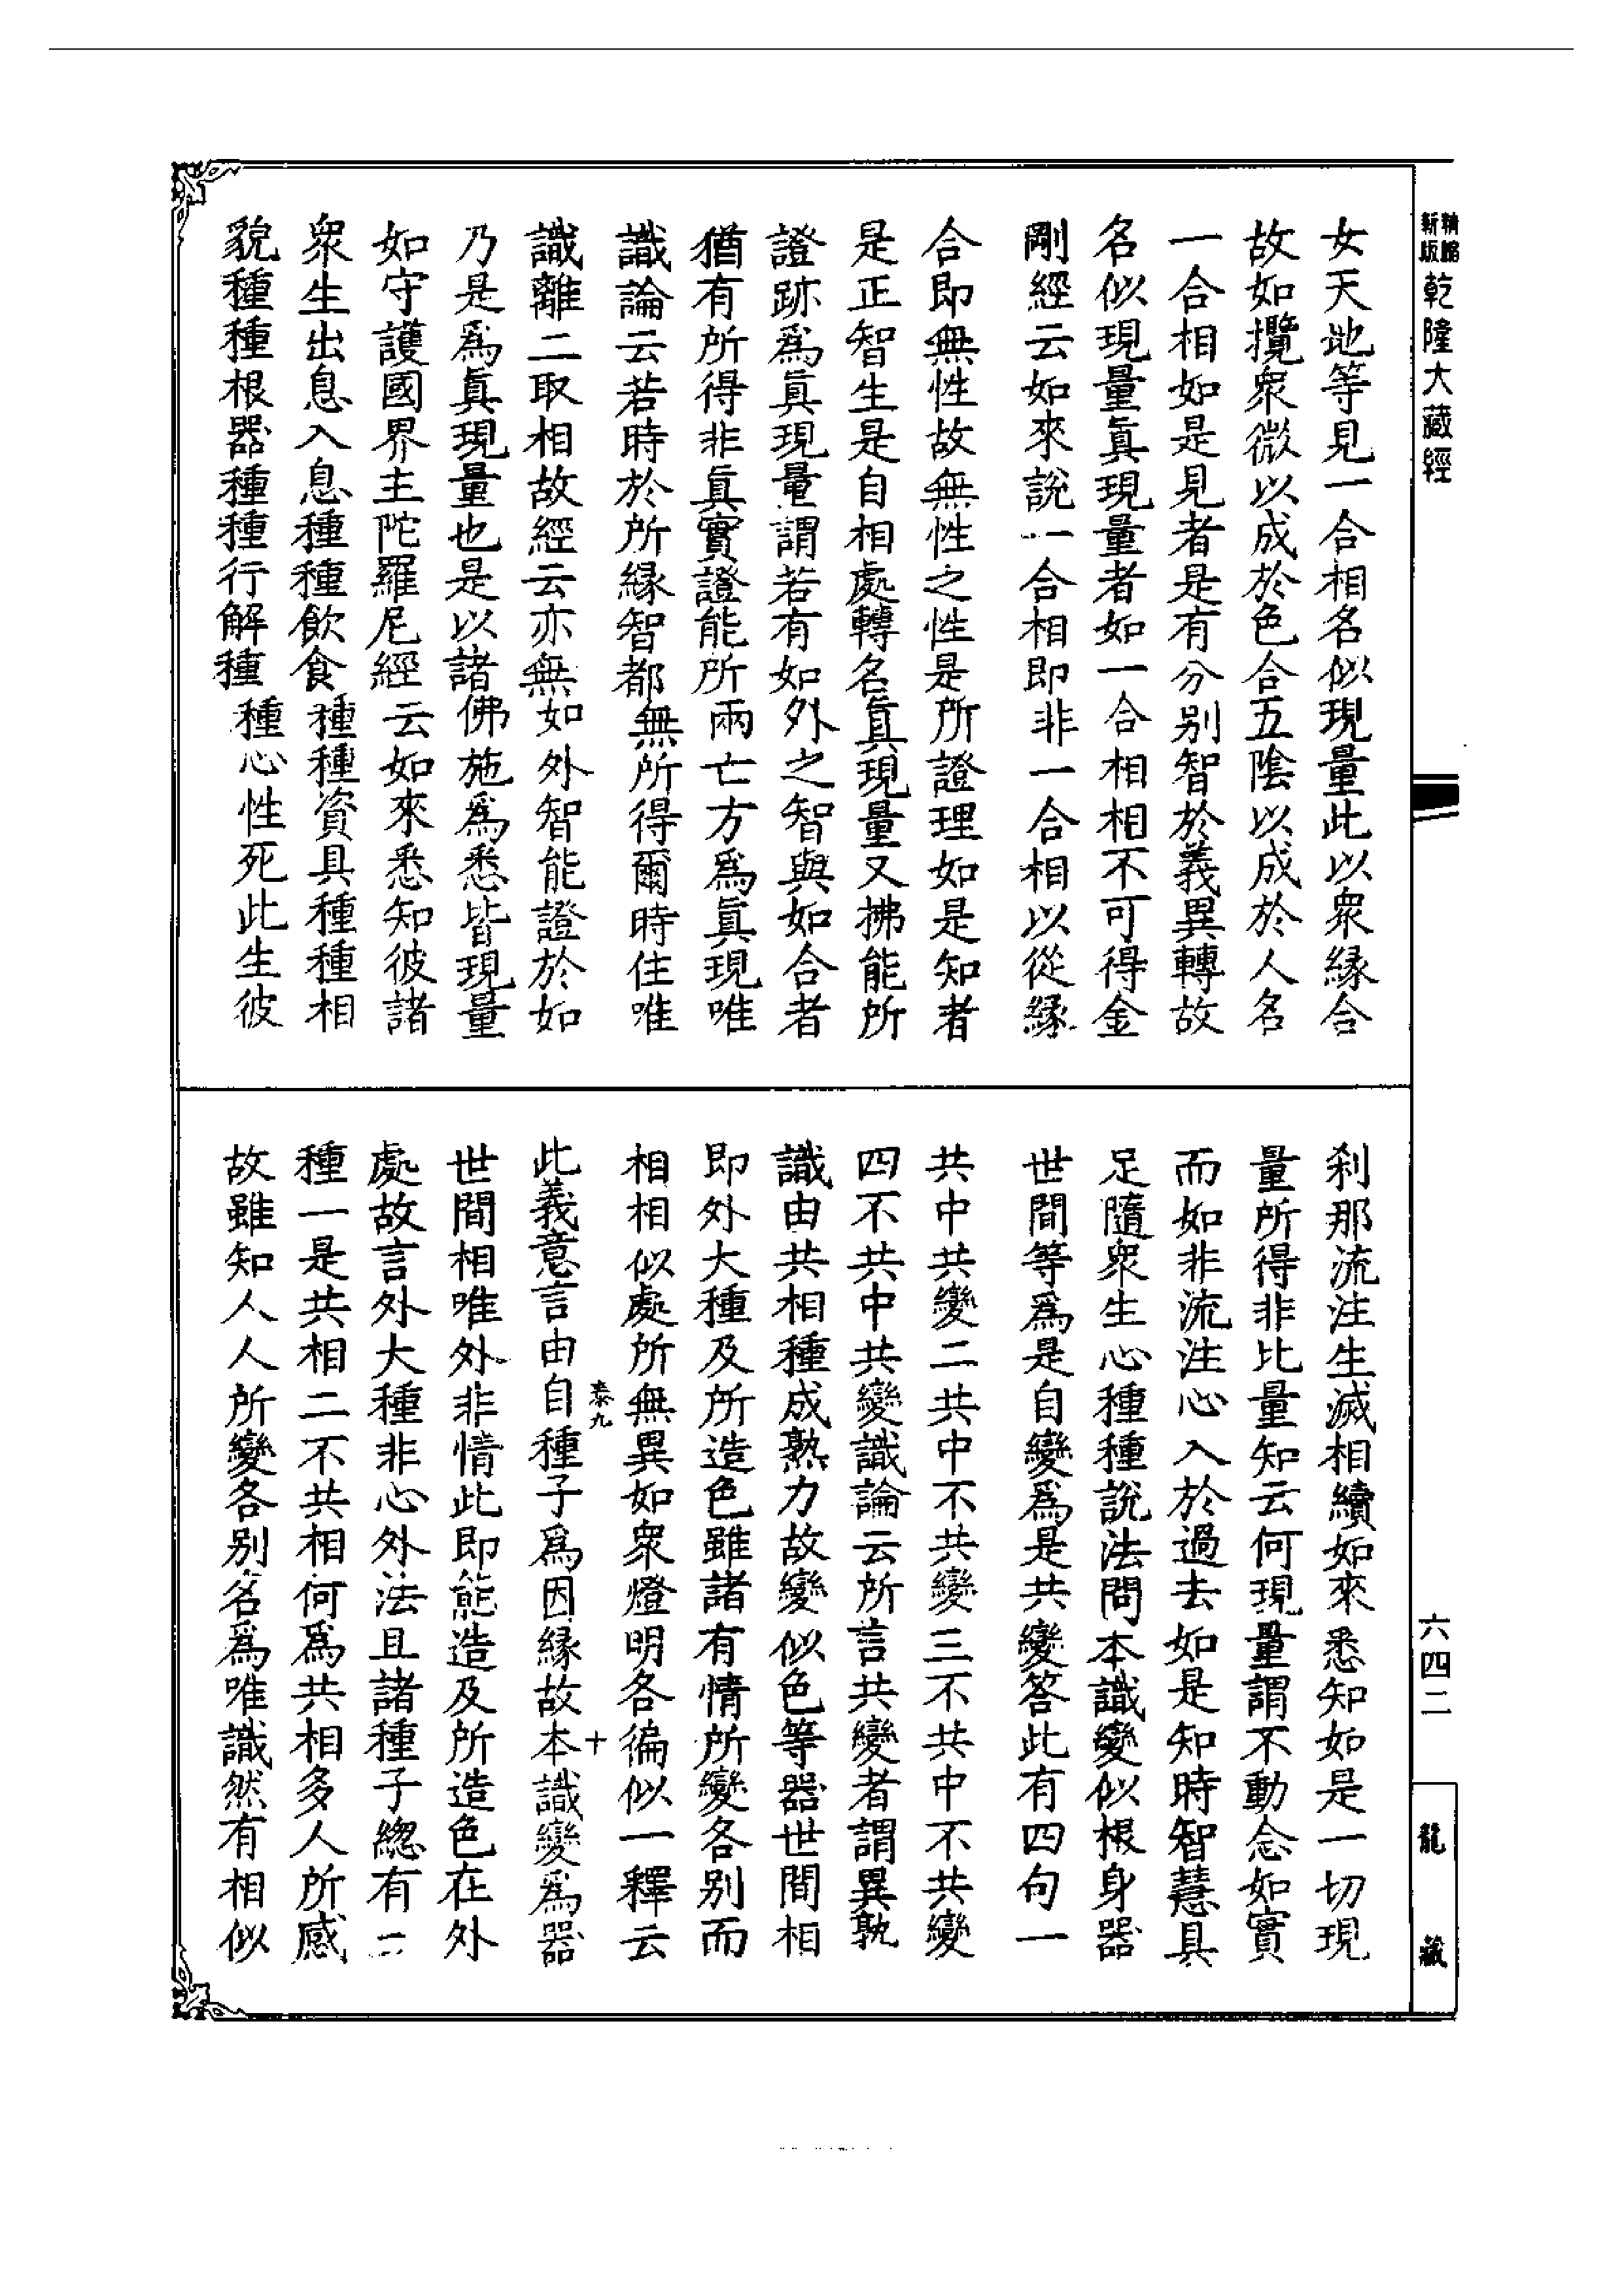 新版 精縮 乾隆大藏經
女天地等見一合相名似現量此以衆緣合
故如攬衆微以成於色合五陰以成於人名
一合相如是見者是有分別智於義異轉故
名似現量眞現量者如一合相相不可得金
剛經云如來說一合相即非一合相以從緣
合即無性故無性之性是所證理如是知者
是正智生是自相處轉名眞現量又拂能所
證跡爲眞現量謂若有如外之智與如合者
猶有所得非眞實證能所兩亡方爲眞現唯
識論云若時於所緣智都無所得爾時住唯
識離二取相故經云亦無如外智能證於如
乃是爲眞現量也是以諸佛施爲悉皆現量
如守護國界主陀羅尼經云如來悉知彼諸
衆生出息入息種種飲食種種資具種種相
貌種種根器種種行解種種心性死此生彼
刹那流注生滅相續如來悉知如是一切現
量所得非比量知云何現量謂不動念如實
而如非流注心入於過去如是知時智慧具
足隨衆生心種種說法問本識變似根身器
世間等爲是自變爲是共變答此有四句一
共中共變二共中不共變三不共中不共變
四不共中共變識論云所言共變者謂異熟
識由共相種成熟力故變似色等器世間相
即外大種及所造色雖諸有情所變各別而
相相似處所無異如衆燈明各徧似一釋云
泰九
十
此義意言由自種子爲因緣故本識變爲器
世間相唯外非情此即能造及所造色在外
處故言外大種非心外法且諸種子總有二
種一是共相二不共相何爲共相多人所感
故雖知人人所變各別名爲唯識然有相似
六四二
龍藏